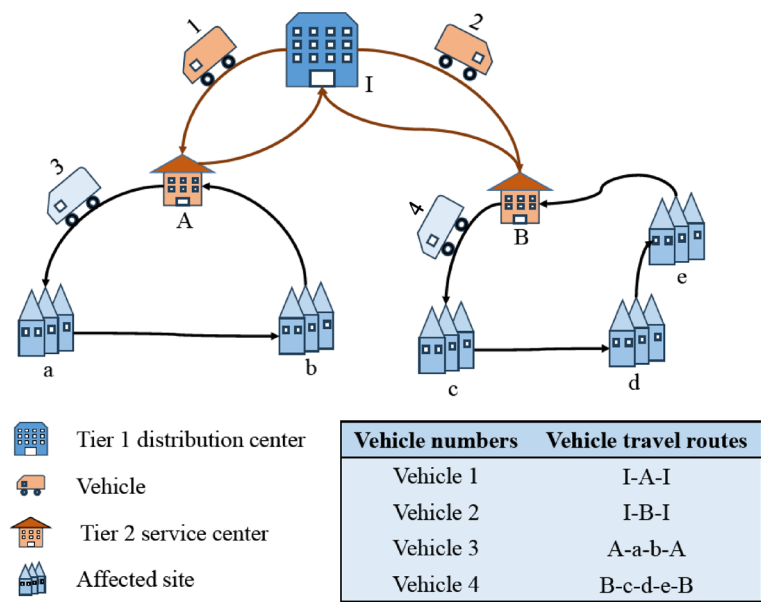 1
2
I
3
A
4
B
e
a
b
c
d
Tier 1 distribution center
Vehicle
Tier 2 service center
Affected site
Vehicle numbers Vehicle travel routes
Vehicle 1 I-A-I
Vehicle 2 I-B-I
Vehicle 3 A-a-b-A
Vehicle 4 B-c-d-e-B